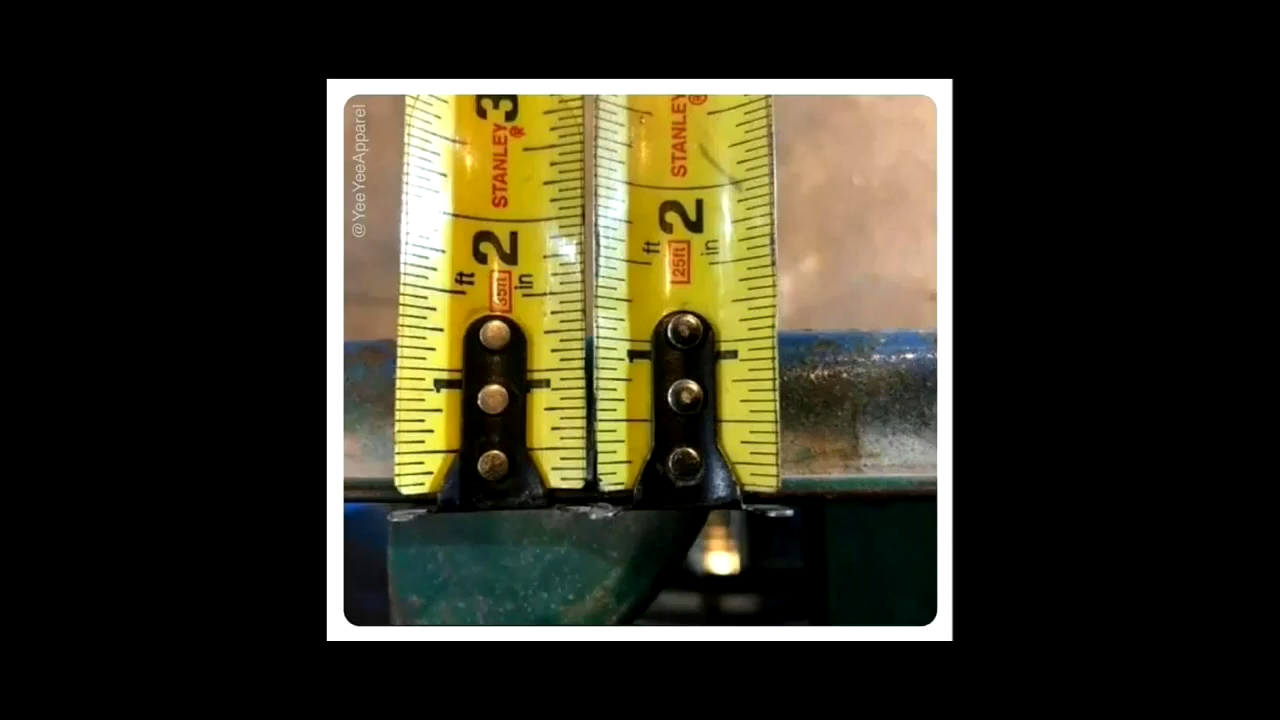 @YeeYeeApparel
3
STANLEY®
2
ft
35ft
in
1
STANLEY®
2
ft
25ft
in
1